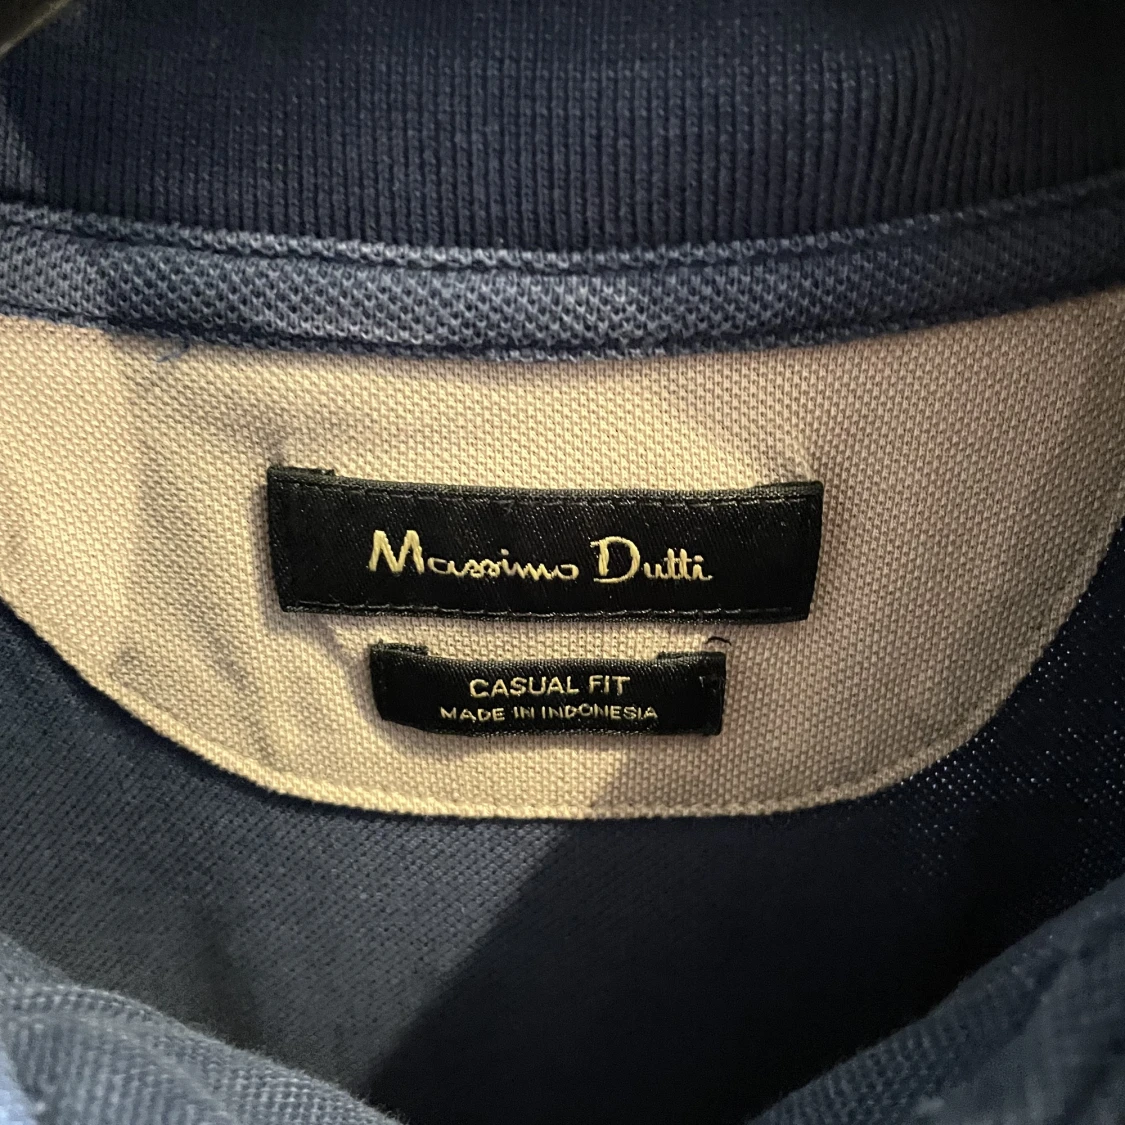 Massimo Dutti
CASUAL FIT
MADE IN INDONESIA